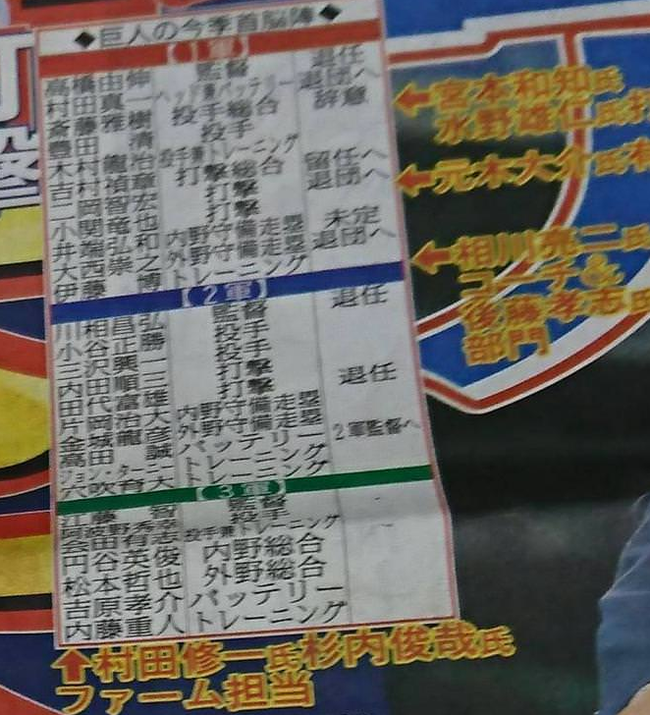 ◆巨人の今季首脳陣◆
【1軍】
高橋由伸 監督 退任
村田真一 ヘッド兼バッテリー 退団へ
斎藤雅樹 投手総合 辞意
豊田清 投手
木村龍治 投手兼トレーニング
吉村禎章 打撃総合 留任へ
二岡智宏 打撃 退団へ
小関竜也 打撃
井端弘和 内野守備走塁 未定
大西崇之 外野守備走塁 退団へ
伊藤博 トレーニング
【2軍】
川相昌弘 監督 退任
小谷正勝 投手
三沢興一 投手
内田順三 打撃 退任
田代富雄 打撃
片岡治大 内野守備走塁
金城龍彦 外野守備走塁
高田誠 バッテリー 2軍監督へ
ジョン・ターニー トレーニング
穴吹育大 トレーニング
【3軍】
江藤智 監督
会田有志 投手兼トレーニング
円谷英俊 内野総合
松本哲也 外野総合
吉原孝介 バッテリー
内藤重人 トレーニング
←宮本和知氏
水野雄仁氏
←元木大介氏
←相川亮二氏
コーチ&
後藤孝志氏
部門
↑村田修一氏杉内俊哉氏
ファーム担当
撃